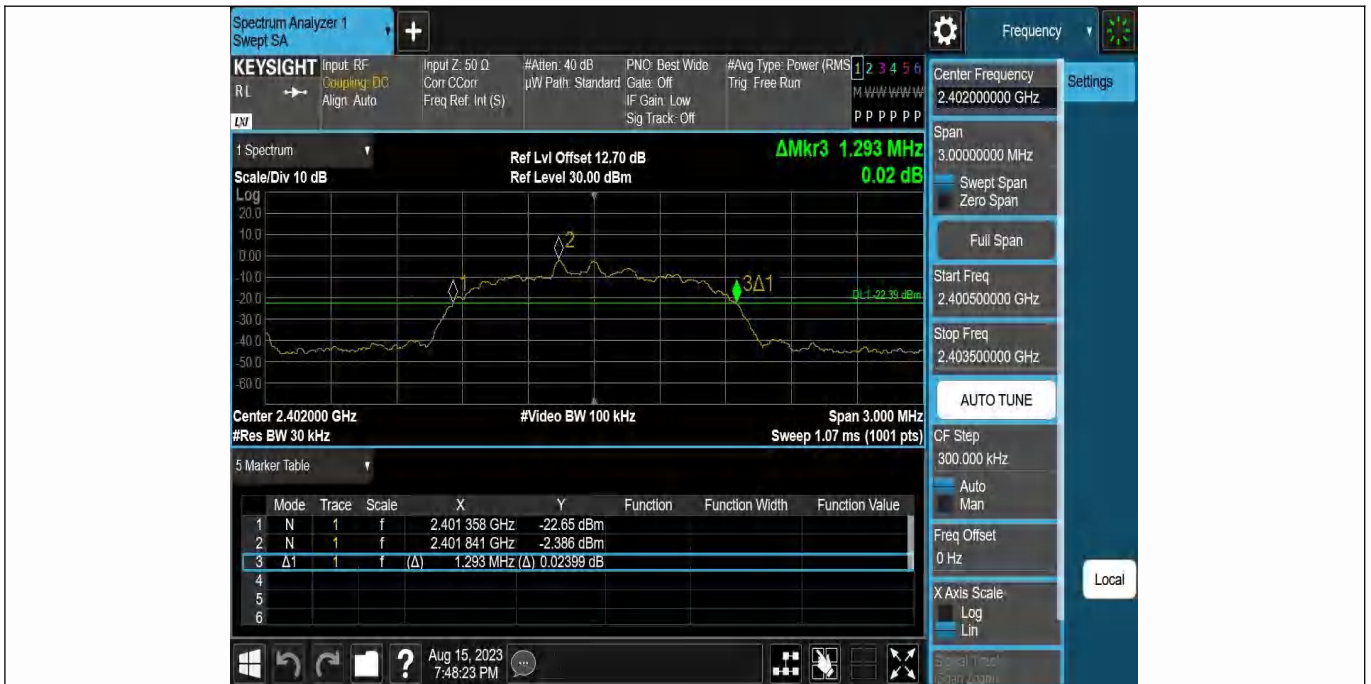 Spectrum Analyzer 1
Swept SA
+
Frequency
KEYSIGHT
RL
LXI
Input: RF
Coupling: DC
Align: Auto
Input Z: 50 Ω
Corr CCorr
Freq Ref: Int (S)
#Atten: 40 dB
µW Path: Standard
PNO: Best Wide
Gate: Off
IF Gain: Low
Sig Track: Off
#Avg Type: Power (RMS
Trig: Free Run
1 2 3 4 5 6
M W W W W W
P P P P P P
1 Spectrum
Scale/Div 10 dB
Ref Lvl Offset 12.70 dB
Ref Level 30.00 dBm
ΔMkr3 1.293 MHz
0.02 dB
Log
20.0
10.0
0.00
-10.0
-20.0
-30.0
-40.0
-50.0
-60.0
1
2
3Δ1
DL1 -22.39 dBm
Center 2.402000 GHz
#Video BW 100 kHz
Span 3.000 MHz
#Res BW 30 kHz
Sweep 1.07 ms (1001 pts)
5 Marker Table
Mode Trace Scale X Y Function Function Width Function Value
1 N 1 f 2.401 358 GHz -22.65 dBm
2 N 1 f 2.401 841 GHz -2.386 dBm
3 Δ1 1 f (Δ) 1.293 MHz (Δ) 0.02399 dB
4
5
6
Aug 15, 2023
7:48:23 PM
?
Center Frequency
2.402000000 GHz
Settings
Span
3.00000000 MHz
Swept Span
Zero Span
Full Span
Start Freq
2.400500000 GHz
Stop Freq
2.403500000 GHz
AUTO TUNE
CF Step
300.000 kHz
Auto
Man
Freq Offset
0 Hz
X Axis Scale
Log
Lin
Signal Track
(Span Zoom)
Local